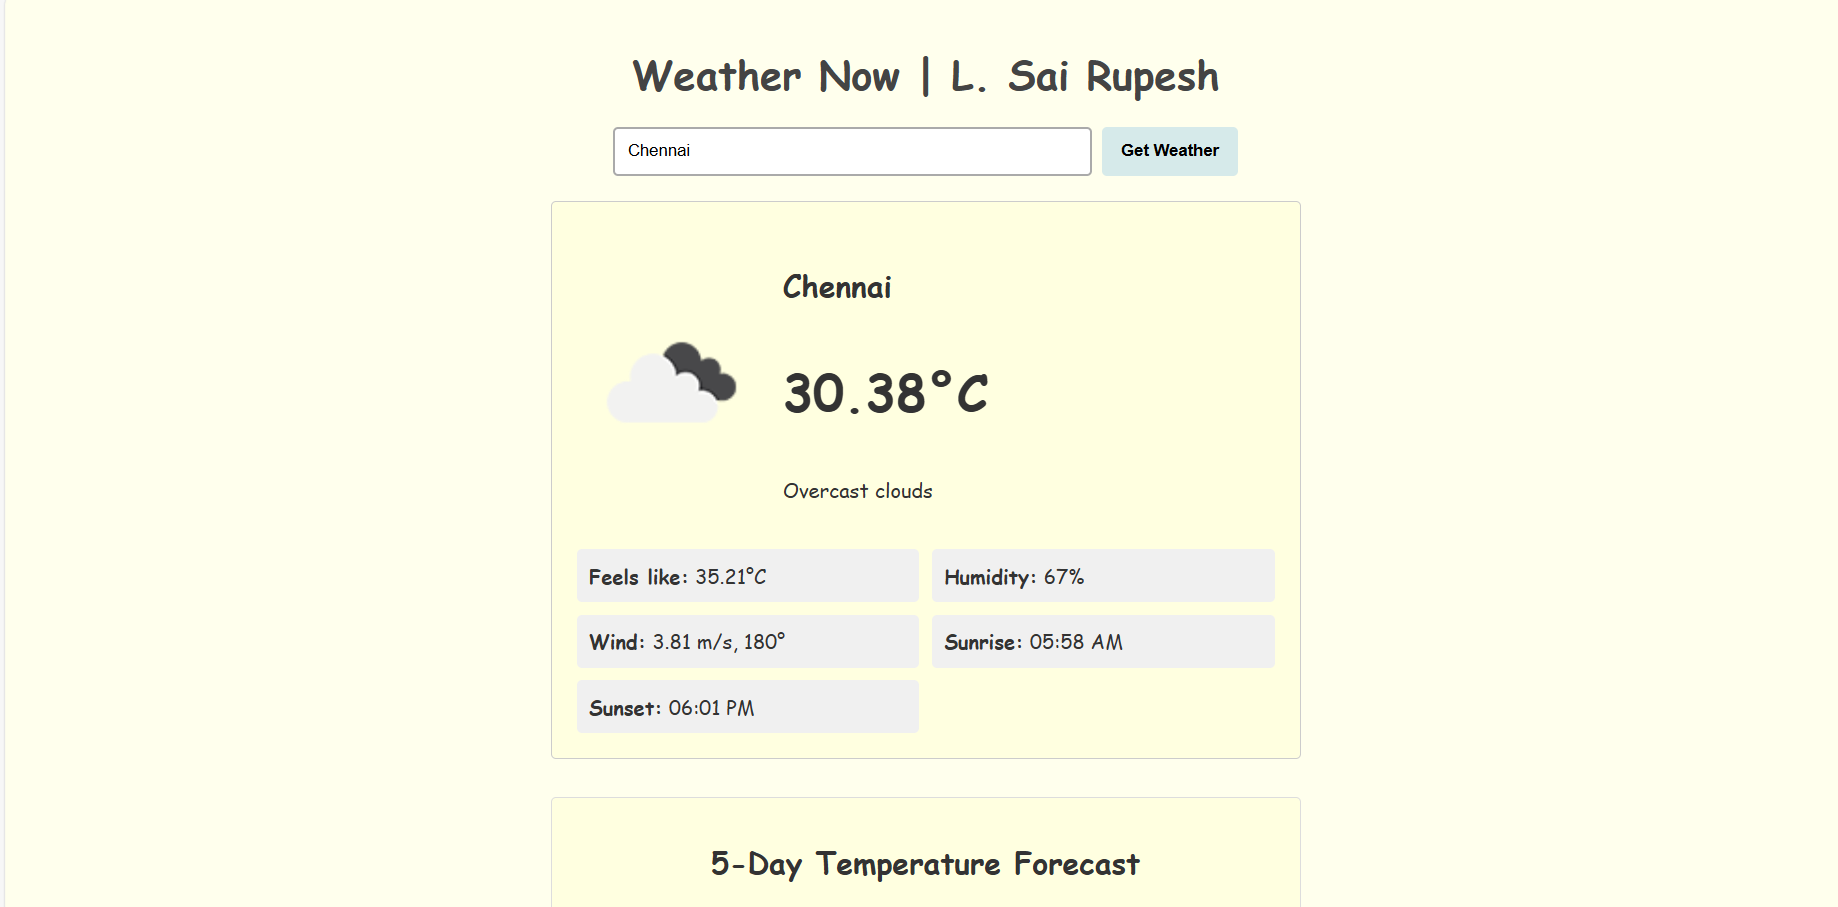 Weather Now | L. Sai Rupesh
Chennai
Get Weather
Chennai
30.38°C
Overcast clouds
Feels like: 35.21°C
Humidity: 67%
Wind: 3.81 m/s, 180°
Sunrise: 05:58 AM
Sunset: 06:01 PM
5-Day Temperature Forecast